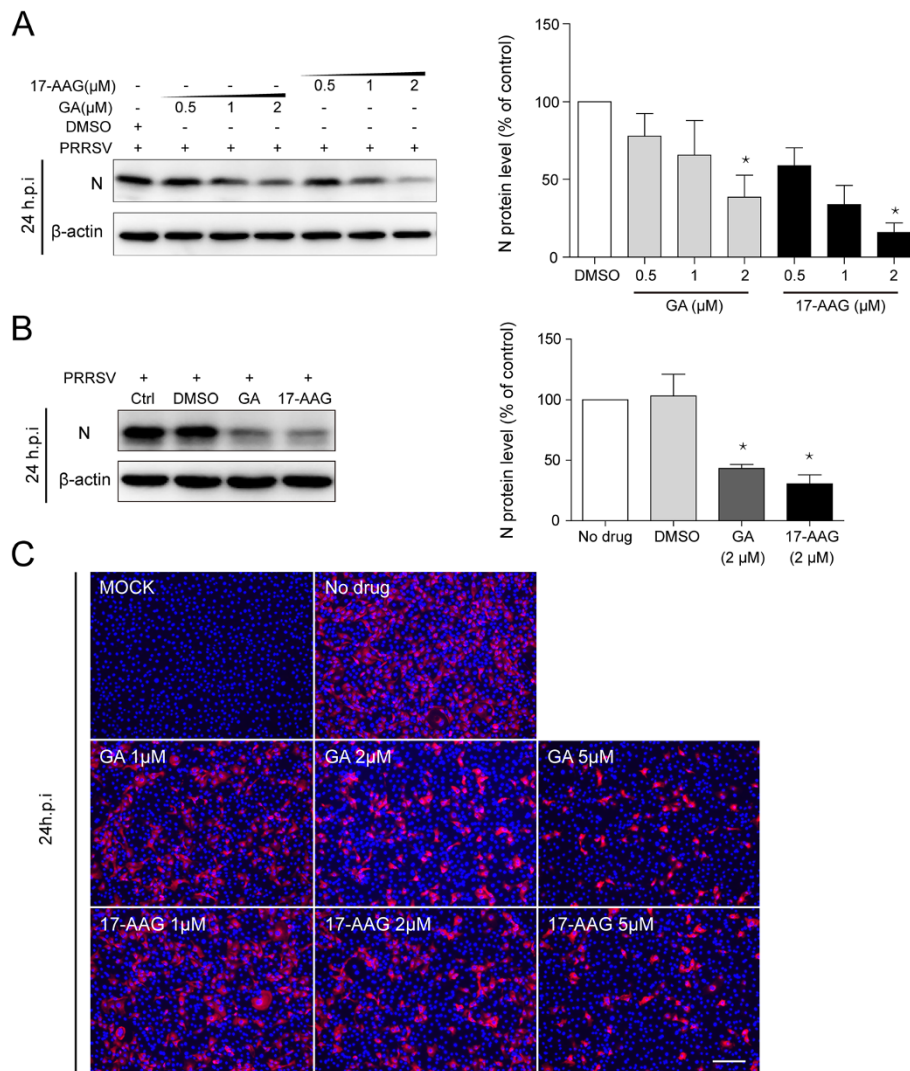 A
17-AAG(μM) - - - - 0.5 1 2
GA(μM) - 0.5 1 2 - - -
DMSO + - - - - - -
PRRSV + + + + + + +
24 h.p.i
N
β-actin
N protein level (% of control)
150
100
50
0
DMSO 0.5 1 2 0.5 1 2
* *
GA (μM) 17-AAG (μM)
B
PRRSV + + + +
Ctrl DMSO GA 17-AAG
24 h.p.i
N
β-actin
N protein level (% of control)
150
100
50
0
* *
No drug DMSO GA 17-AAG
(2 μM) (2 μM)
C
24h.p.i
MOCK No drug
GA 1μM GA 2μM GA 5μM
17-AAG 1μM 17-AAG 2μM 17-AAG 5μM